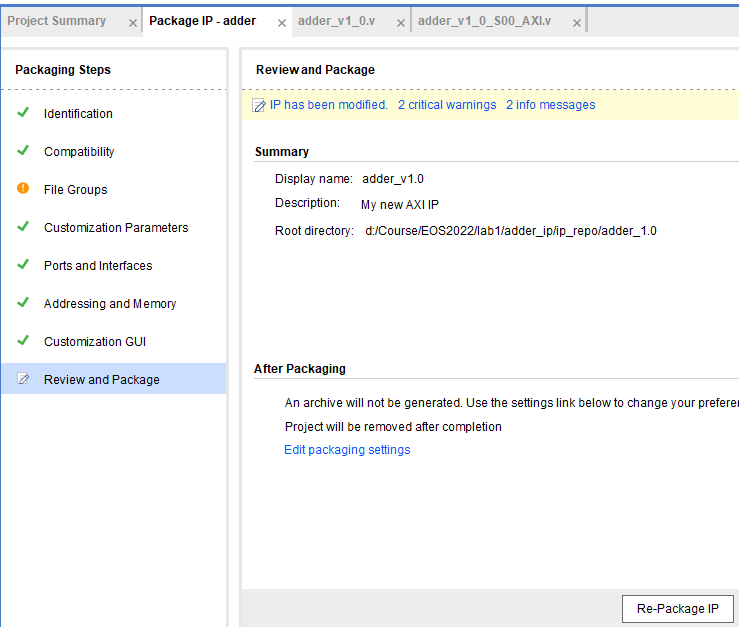 Project Summary
Package IP - adder
adder_v1_0.v
adder_v1_0_S00_AXI.v
Packaging Steps
Identification
Compatibility
File Groups
Customization Parameters
Ports and Interfaces
Addressing and Memory
Customization GUI
Review and Package
Review and Package
IP has been modified. 2 critical warnings 2 info messages
Summary
Display name: adder_v1.0
Description: My new AXI IP
Root directory: d:/Course/EOS2022/lab1/adder_ip/ip_repo/adder_1.0
After Packaging
An archive will not be generated. Use the settings link below to change your prefere
Project will be removed after completion
Edit packaging settings
Re-Package IP